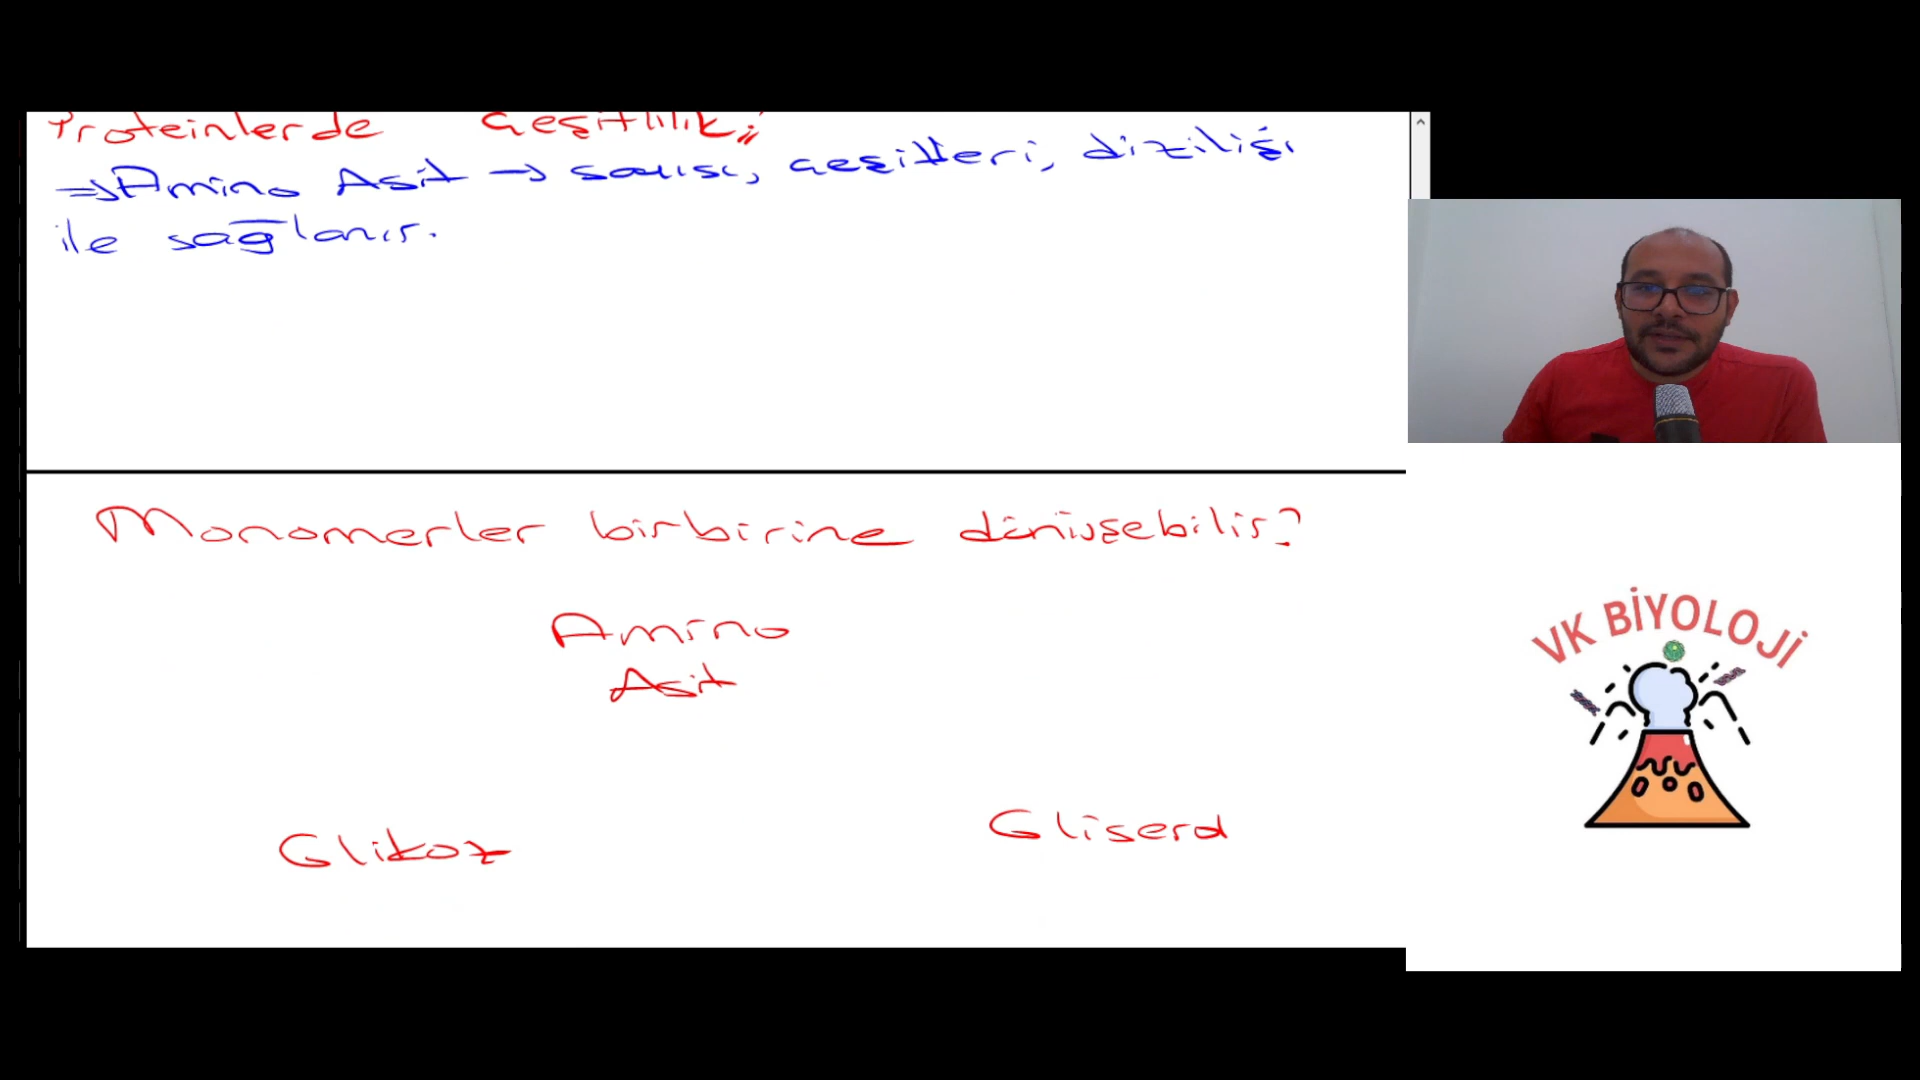 Proteinlerde Çeşitlilik;
⇒Amino Asit → sayısı, çeşitleri, dizilişi
ile sağlanır.
Monomerler birbirine dönüşebilir?
Amino
Asit
Glikoz
Gliserol
VK BİYOLOJİ